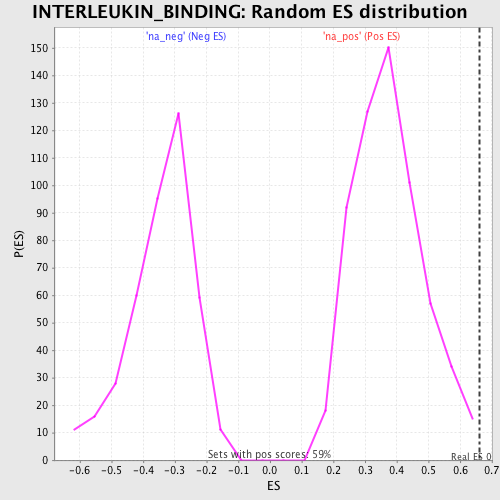 INTERLEUKIN_BINDING: Random ES distribution
'na_neg' (Neg ES)
'na_pos' (Pos ES)
150
140
130
120
110
100
90
80
70
60
50
40
30
20
10
0
P(ES)
Sets with pos scores: 59%
Real ES 0
-0.6 -0.5 -0.4 -0.3 -0.2 -0.1 0.0 0.1 0.2 0.3 0.4 0.5 0.6 0.7
ES